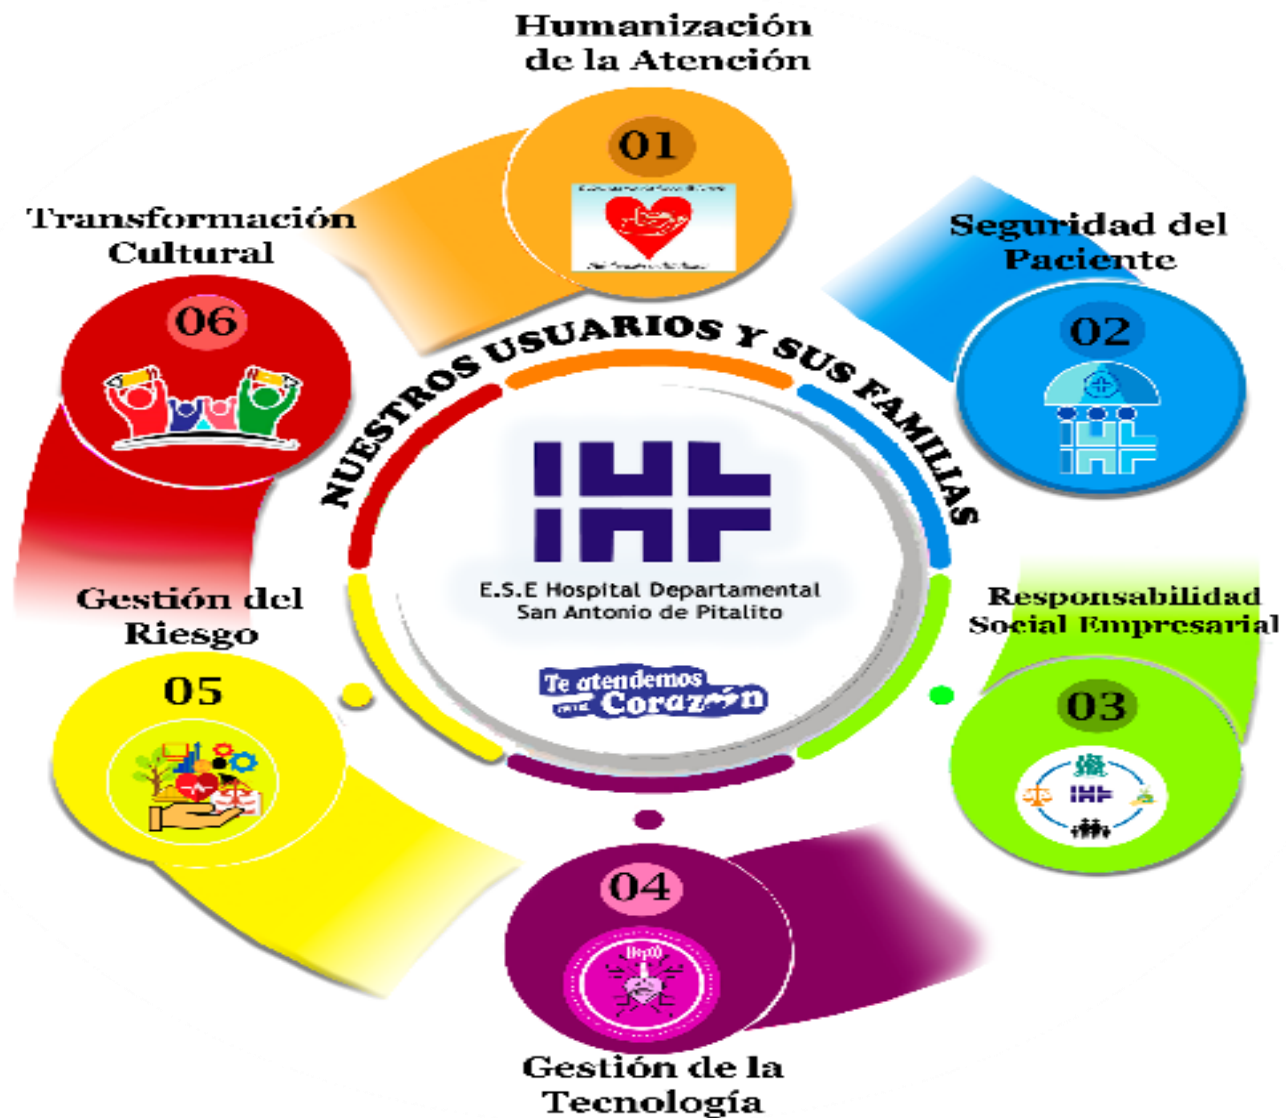 Humanización
de la Atención
01
Transformación
Cultural
06
Seguridad del
Paciente
02
NUESTROS USUARIOS Y SUS FAMILIAS
E.S.E Hospital Departamental
San Antonio de Pitalito
Te atendemos
Corazón
Gestión del
Riesgo
05
Responsabilidad
Social Empresarial
03
04
Gestión de la
Tecnología